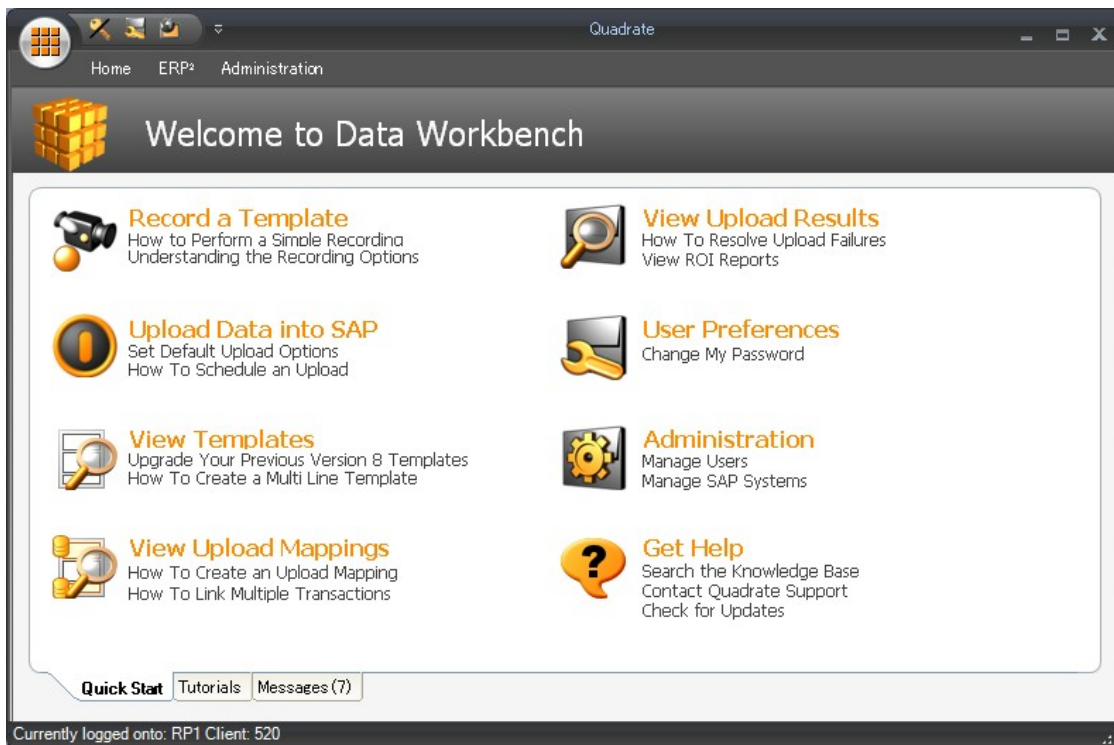 Quadrate
Home ERP² Administration
Welcome to Data Workbench
Record a Template
How to Perform a Simple Recording
Understanding the Recording Options
Upload Data into SAP
Set Default Upload Options
How To Schedule an Upload
View Templates
Upgrade Your Previous Version 8 Templates
How To Create a Multi Line Template
View Upload Mappings
How To Create an Upload Mapping
How To Link Multiple Transactions
View Upload Results
How To Resolve Upload Failures
View ROI Reports
User Preferences
Change My Password
Administration
Manage Users
Manage SAP Systems
Get Help
Search the Knowledge Base
Contact Quadrate Support
Check for Updates
Quick Start Tutorials Messages (7)
Currently logged onto: RP1 Client: 520